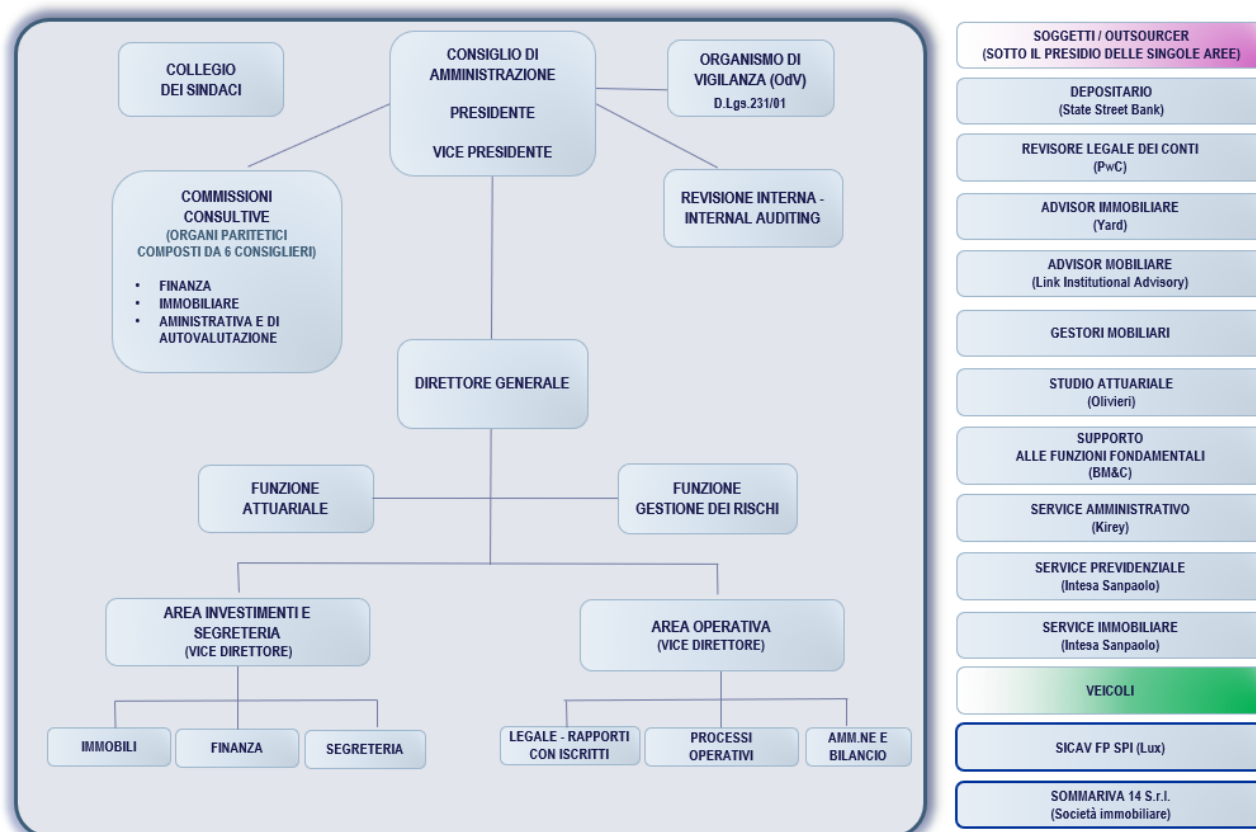 COLLEGIO
DEI SINDACI
CONSIGLIO DI
AMMINISTRAZIONE
PRESIDENTE
VICE PRESIDENTE
ORGANISMO DI
VIGILANZA (OdV)
D.Lgs.231/01
COMMISSIONI
CONSULTIVE
(ORGANI PARITETICI
COMPOSTI DA 6 CONSIGLIERI)
• FINANZA
• IMMOBILIARE
• AMINISTRATIVA E DI
AUTOVALUTAZIONE
REVISIONE INTERNA -
INTERNAL AUDITING
DIRETTORE GENERALE
FUNZIONE
ATTUARIALE
FUNZIONE
GESTIONE DEI RISCHI
AREA INVESTIMENTI E
SEGRETERIA
(VICE DIRETTORE)
AREA OPERATIVA
(VICE DIRETTORE)
IMMOBILI
FINANZA
SEGRETERIA
LEGALE - RAPPORTI
CON ISCRITTI
PROCESSI
OPERATIVI
AMM.NE E
BILANCIO
SOGGETTI / OUTSOURCER
(SOTTO IL PRESIDIO DELLE SINGOLE AREE)
DEPOSITARIO
(State Street Bank)
REVISORE LEGALE DEI CONTI
(PwC)
ADVISOR IMMOBILIARE
(Yard)
ADVISOR MOBILIARE
(Link Institutional Advisory)
GESTORI MOBILIARI
STUDIO ATTUARIALE
(Olivieri)
SUPPORTO
ALLE FUNZIONI FONDAMENTALI
(BM&C)
SERVICE AMMINISTRATIVO
(Kirey)
SERVICE PREVIDENZIALE
(Intesa Sanpaolo)
SERVICE IMMOBILIARE
(Intesa Sanpaolo)
VEICOLI
SICAV FP SPI (Lux)
SOMMARIVA 14 S.r.l.
(Società immobiliare)